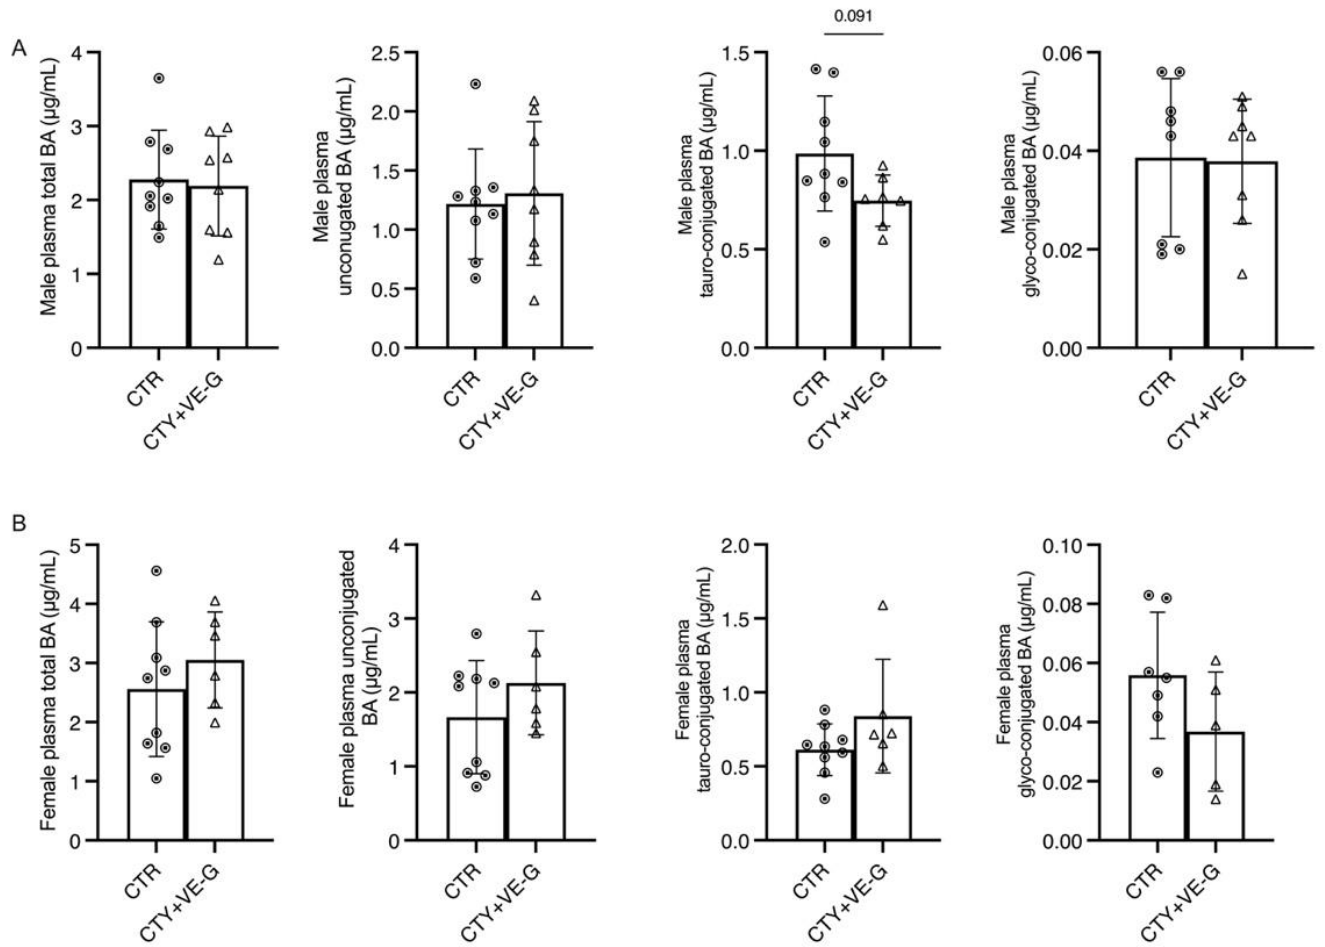 0.091
A
Male plasma total BA (µg/mL)
4
3
2
1
0
CTR
CTY+VE-G
Male plasma
unconugated BA (µg/mL)
2.5
2.0
1.5
1.0
0.5
0.0
CTR
CTY+VE-G
Male plasma
tauro-conjugated BA (µg/mL)
1.5
1.0
0.5
0.0
CTR
CTY+VE-G
Male plasma
glyco-conjugated BA (µg/mL)
0.06
0.04
0.02
0.00
CTR
CTY+VE-G
B
Female plasma total BA (µg/mL)
5
4
3
2
1
0
CTR
CTY+VE-G
Female plasma unconjugated
BA (µg/mL)
4
3
2
1
0
CTR
CTY+VE-G
Female plasma
tauro-conjugated BA (µg/mL)
2.0
1.5
1.0
0.5
0.0
CTR
CTY+VE-G
Female plasma
glyco-conjugated BA (µg/mL)
0.10
0.08
0.06
0.04
0.02
0.00
CTR
CTY+VE-G